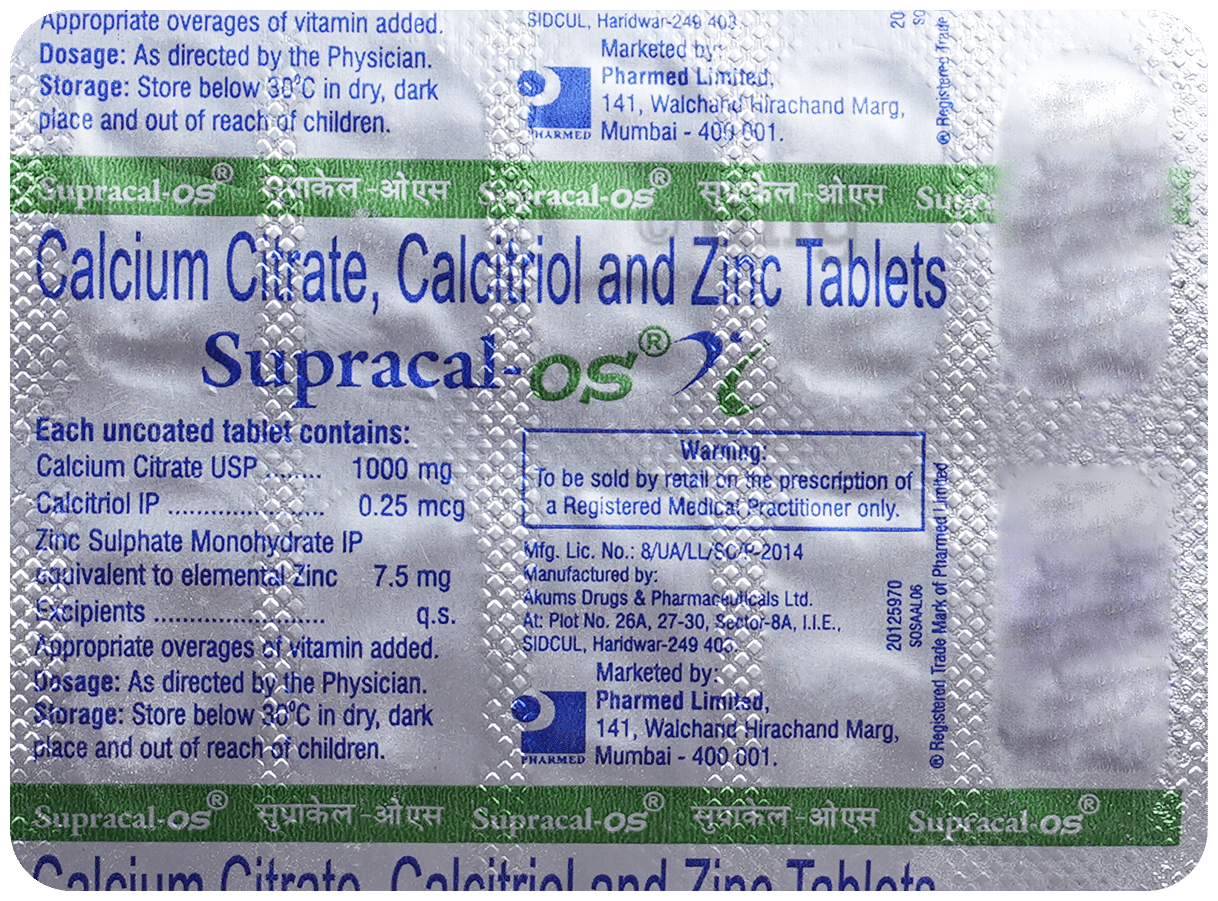 Appropriate overages of vitamin added.
Dosage: As directed by the Physician.
Storage: Store below 30°C in dry, dark
place and out of reach of children.
SIDCUL, Haridwar-249 403.
Marketed by:
Pharmed Limited,
141, Walchand Hirachand Marg,
Mumbai - 400 001.
PHARMED
® Registered Trade
Supracal-os® सुप्राकेल-ओएस Supracal-os® सुप्राकेल-ओएस Supra
Calcium Citrate, Calcitriol and Zinc Tablets
Supracal-os®
Each uncoated tablet contains:
Calcium Citrate USP ........ 1000 mg
Calcitriol IP ...................... 0.25 mcg
Zinc Sulphate Monohydrate IP
equivalent to elemental Zinc 7.5 mg
Excipients ........................ q.s.
Appropriate overages of vitamin added.
Dosage: As directed by the Physician.
Storage: Store below 30°C in dry, dark
place and out of reach of children.
Warning:
To be sold by retail on the prescription of
a Registered Medical Practitioner only.
Mfg. Lic. No.: 8/UA/LL/SC/P-2014
Manufactured by:
Akums Drugs & Pharmaceuticals Ltd.
At: Plot No. 26A, 27-30, Sector-8A, I.I.E.,
SIDCUL, Haridwar-249 403.
Marketed by:
Pharmed Limited,
141, Walchand Hirachand Marg,
Mumbai - 400 001.
PHARMED
20125970
SOSAAL06
® Registered Trade Mark of Pharmed Limited
Supracal-os® सुप्राकेल-ओएस Supracal-os® सुप्राकेल-ओएस Supracal-os®
Calcium Citrate, Calcitriol and Zinc Tablets